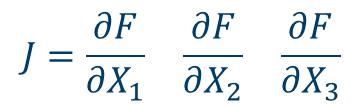 J = ∂F/∂X₁ ∂F/∂X₂ ∂F/∂X₃